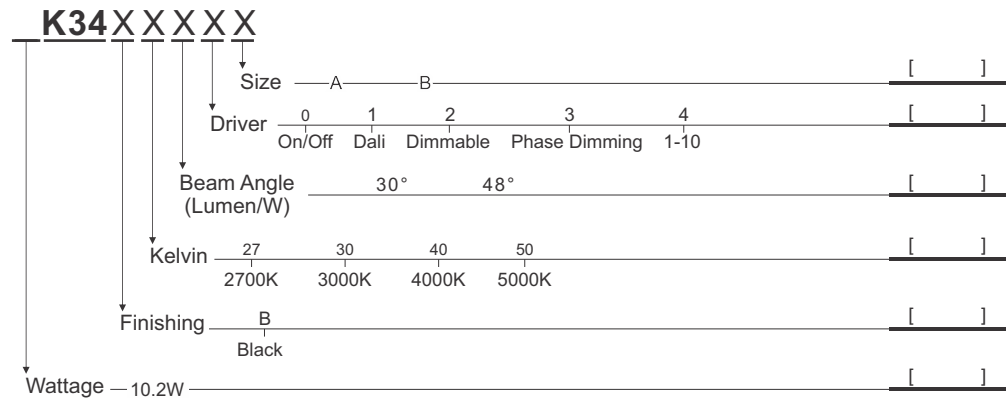 _K34XXXXX
Size A B [ ]
Driver 0 1 2 3 4 [ ]
On/Off Dali Dimmable Phase Dimming 1-10
Beam Angle 30° 48° [ ]
(Lumen/W)
Kelvin 27 30 40 50 [ ]
2700K 3000K 4000K 5000K
Finishing B [ ]
Black
Wattage 10.2W [ ]